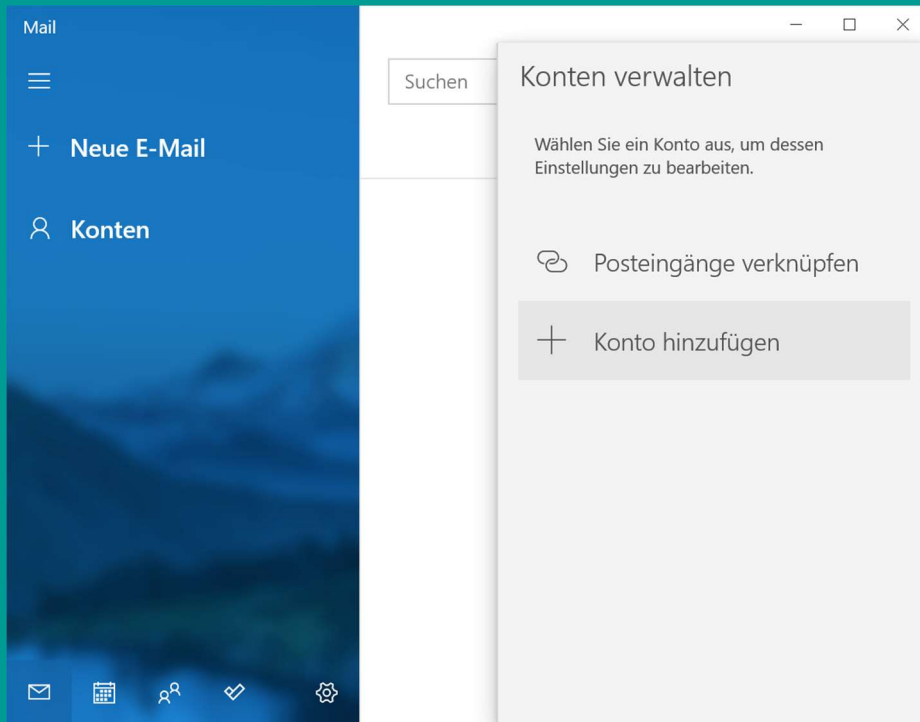 Mail
Neue E-Mail
Konten
Suchen
Konten verwalten
Wählen Sie ein Konto aus, um dessen
Einstellungen zu bearbeiten.
Posteingänge verknüpfen
Konto hinzufügen